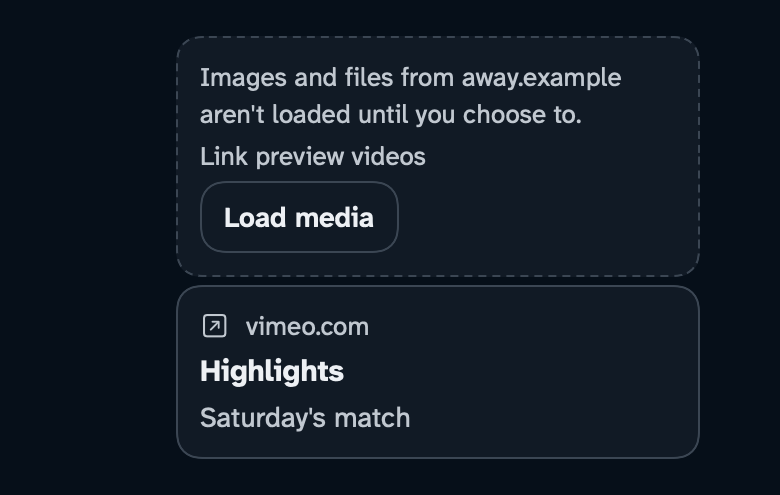 Images and files from away.example
aren't loaded until you choose to.
Link preview videos
Load media
vimeo.com
Highlights
Saturday's match